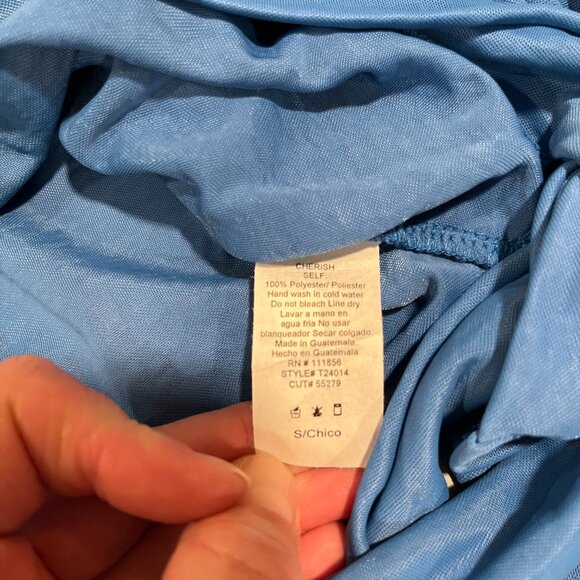 CHERISH
SELF:
100% Polyester/ Poliester
Hand wash in cold water
Do not bleach Line dry
Lavar a mano en
agua fria No usar
blanqueador Secar colgado
Made in Guatemala
Hecho en Guatemala
RN # 111856
STYLE# T24014
CUT# 55279
S/Chico